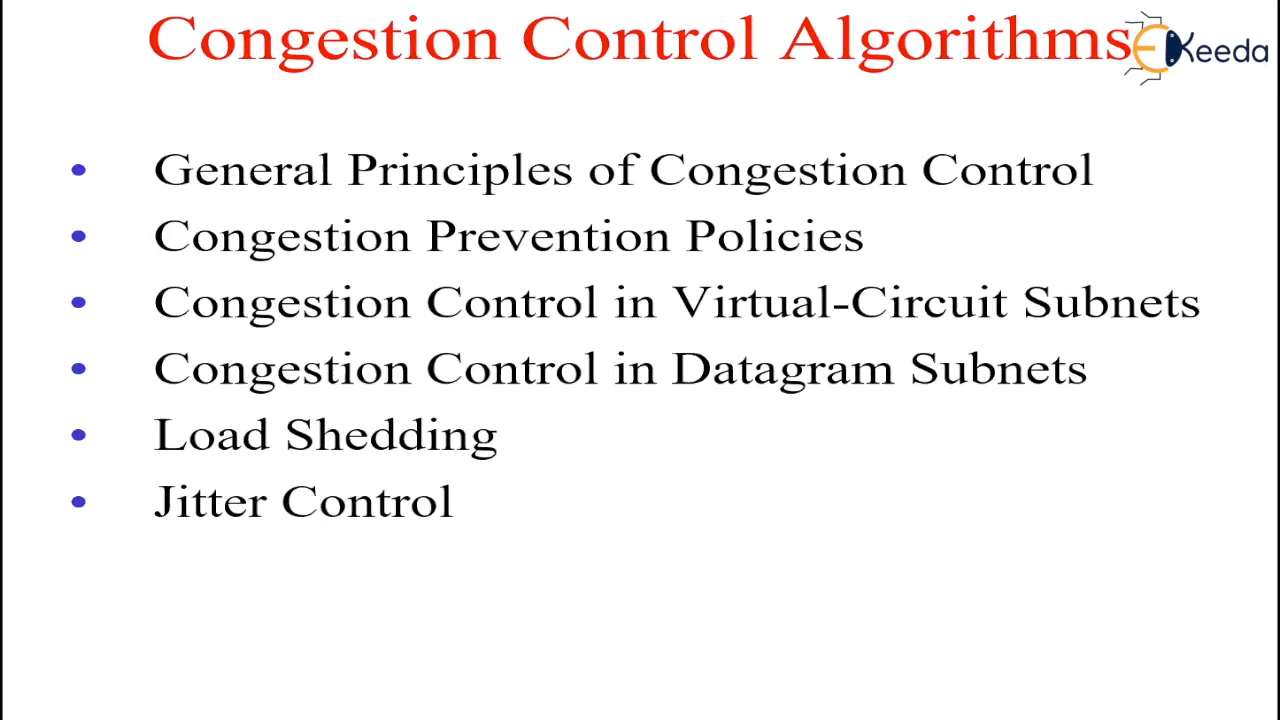 Congestion Control Algorithms
EKeeda
• General Principles of Congestion Control
• Congestion Prevention Policies
• Congestion Control in Virtual-Circuit Subnets
• Congestion Control in Datagram Subnets
• Load Shedding
• Jitter Control